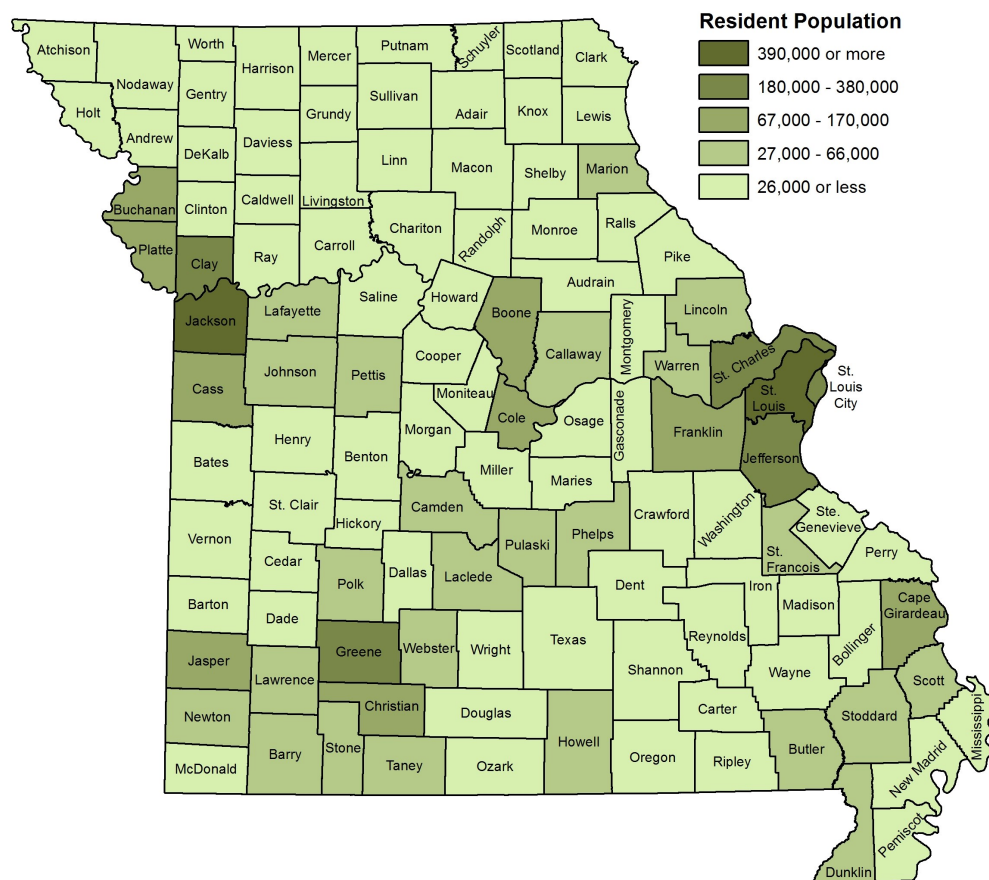 Resident Population
390,000 or more
180,000 - 380,000
67,000 - 170,000
27,000 - 66,000
26,000 or less
Atchison
Nodaway
Worth
Harrison
Mercer
Putnam
Schuyler
Scotland
Clark
Holt
Gentry
Grundy
Sullivan
Adair
Knox
Lewis
Andrew
DeKalb
Daviess
Linn
Macon
Shelby
Marion
Buchanan
Clinton
Caldwell
Livingston
Chariton
Randolph
Monroe
Ralls
Platte
Clay
Ray
Carroll
Pike
Audrain
Jackson
Lafayette
Saline
Howard
Boone
Callaway
Montgomery
Lincoln
Cass
Johnson
Pettis
Cooper
Moniteau
Cole
Osage
Gasconade
Warren
St. Charles
St.
Louis
St.
Louis
City
Franklin
Jefferson
Bates
Henry
Benton
Morgan
Miller
Maries
Vernon
St. Clair
Hickory
Camden
Pulaski
Phelps
Crawford
Washington
Ste.
Genevieve
St.
Francois
Perry
Cedar
Polk
Dallas
Laclede
Dent
Iron
Madison
Bollinger
Cape
Girardeau
Barton
Dade
Greene
Webster
Wright
Texas
Reynolds
Wayne
Jasper
Lawrence
Christian
Douglas
Shannon
Carter
Stoddard
Scott
Mississippi
Newton
Barry
Stone
Taney
Ozark
Howell
Oregon
Ripley
Butler
New Madrid
McDonald
Pemiscot
Dunklin